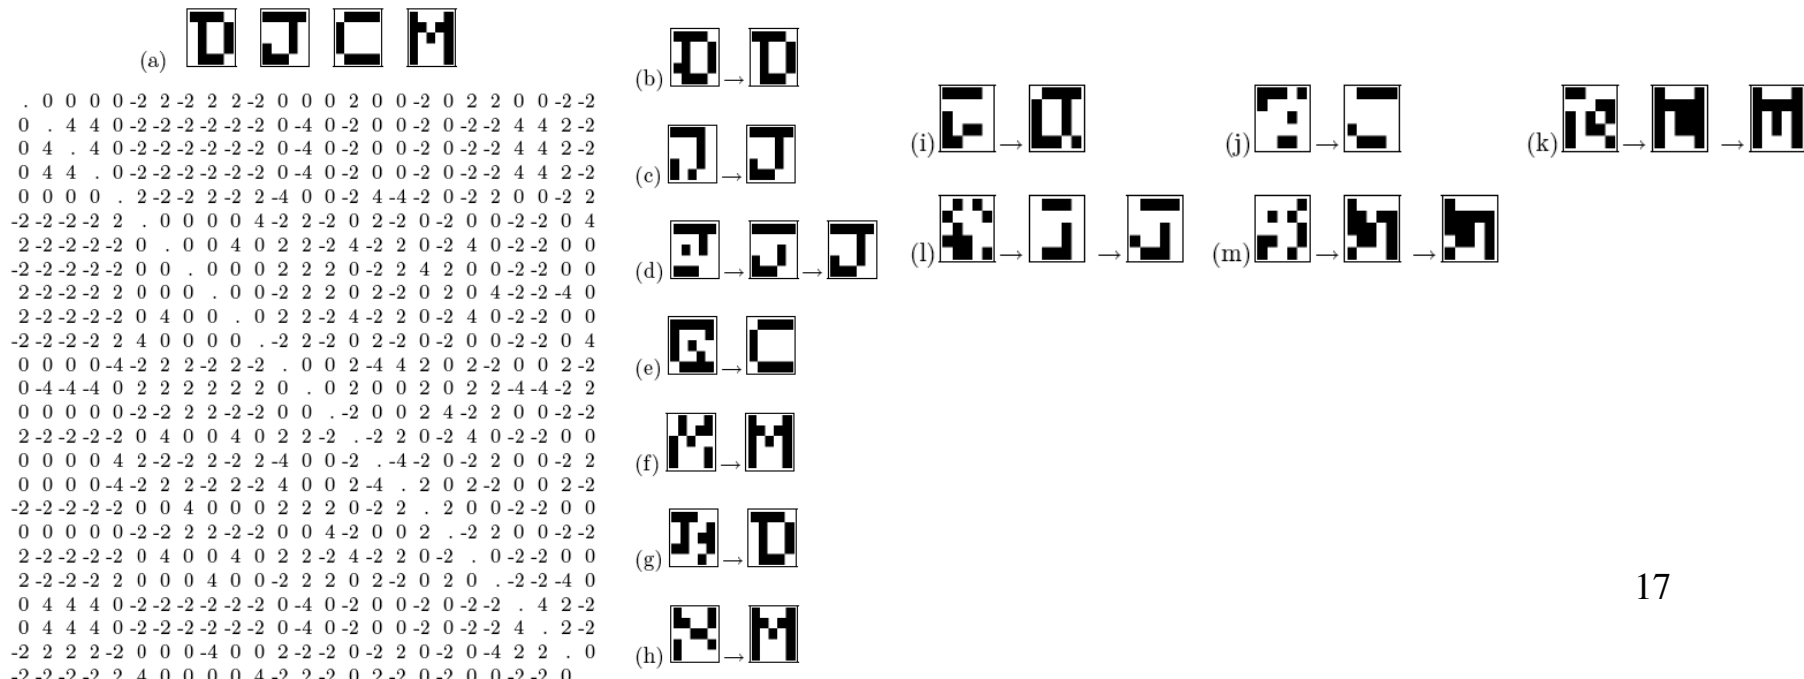 (a)
. 0 0 0 0 -2 2 -2 2 2 -2 0 0 0 2 0 0 -2 0 2 2 0 0 -2 -2
0 . 4 4 0 -2 -2 -2 -2 -2 -2 0 -4 0 -2 0 0 -2 0 -2 -2 4 4 2 -2
0 4 . 4 0 -2 -2 -2 -2 -2 -2 0 -4 0 -2 0 0 -2 0 -2 -2 4 4 2 -2
0 4 4 . 0 -2 -2 -2 -2 -2 -2 0 -4 0 -2 0 0 -2 0 -2 -2 4 4 2 -2
0 0 0 0 . 2 -2 -2 2 -2 2 -4 0 0 -2 4 -4 -2 0 -2 2 0 0 -2 2
-2 -2 -2 -2 2 . 0 0 0 0 4 -2 2 -2 0 2 -2 0 -2 0 0 -2 -2 0 4
2 -2 -2 -2 -2 0 . 0 0 4 0 2 2 -2 4 -2 2 0 -2 4 0 -2 -2 0 0
-2 -2 -2 -2 -2 0 0 . 0 0 0 2 2 2 0 -2 2 4 2 0 0 -2 -2 0 0
2 -2 -2 -2 2 0 0 0 . 0 0 -2 2 2 0 2 -2 0 2 0 4 -2 -2 -4 0
2 -2 -2 -2 -2 0 4 0 0 . 0 2 2 -2 4 -2 2 0 -2 4 0 -2 -2 0 0
-2 -2 -2 -2 2 4 0 0 0 0 . -2 2 -2 0 2 -2 0 -2 0 0 -2 -2 0 4
0 0 0 0 -4 -2 2 2 -2 2 -2 . 0 0 2 -4 4 2 0 2 -2 0 0 2 -2
0 -4 -4 -4 0 2 2 2 2 2 2 0 . 0 2 0 0 2 0 2 2 -4 -4 -2 2
0 0 0 0 0 -2 -2 2 2 -2 -2 0 0 . -2 0 0 2 4 -2 2 0 0 -2 -2
2 -2 -2 -2 -2 0 4 0 0 4 0 2 2 -2 . -2 2 0 -2 4 0 -2 -2 0 0
0 0 0 0 4 2 -2 -2 2 -2 2 -4 0 0 -2 . -4 -2 0 -2 2 0 0 -2 2
0 0 0 0 -4 -2 2 2 -2 2 -2 4 0 0 2 -4 . 2 0 2 -2 0 0 2 -2
-2 -2 -2 -2 -2 0 0 4 0 0 0 2 2 2 0 -2 2 . 2 0 0 -2 -2 0 0
0 0 0 0 0 -2 -2 2 2 -2 -2 0 0 4 -2 0 0 2 . -2 2 0 0 -2 -2
2 -2 -2 -2 -2 0 4 0 0 4 0 2 2 -2 4 -2 2 0 -2 . 0 -2 -2 0 0
2 -2 -2 -2 2 0 0 0 4 0 0 -2 2 2 0 2 -2 0 2 0 . -2 -2 -4 0
0 4 4 4 0 -2 -2 -2 -2 -2 -2 0 -4 0 -2 0 0 -2 0 -2 -2 . 4 2 -2
0 4 4 4 0 -2 -2 -2 -2 -2 -2 0 -4 0 -2 0 0 -2 0 -2 -2 4 . 2 -2
-2 2 2 2 -2 0 0 0 -4 0 0 2 -2 -2 0 -2 2 0 -2 0 -4 2 2 . 0
-2 -2 -2 -2 2 4 0 0 0 0 4 -2 2 -2 0 2 -2 0 -2 0 0 -2 -2 0
(b) →
(c) →
(d) → →
(e) →
(f) →
(g) →
(h) →
(i) → (j) → (k) → →
(l) → → (m) → →
17